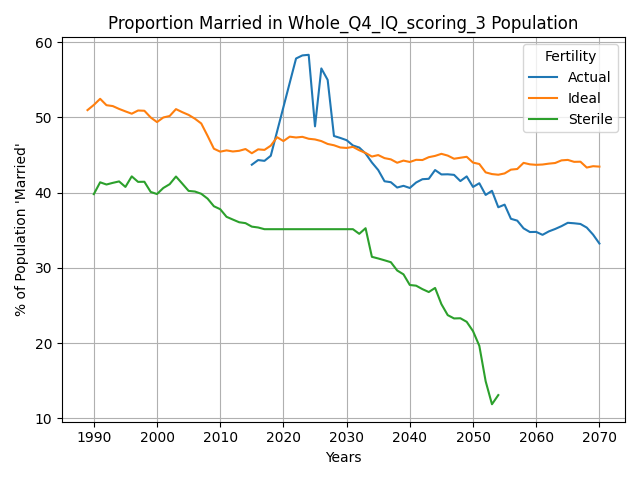 Proportion Married in Whole_Q4_IQ_scoring_3 Population
% of Population 'Married'
60
50
40
30
20
10
Fertility
Actual
Ideal
Sterile
1990 2000 2010 2020 2030 2040 2050 2060 2070
Years